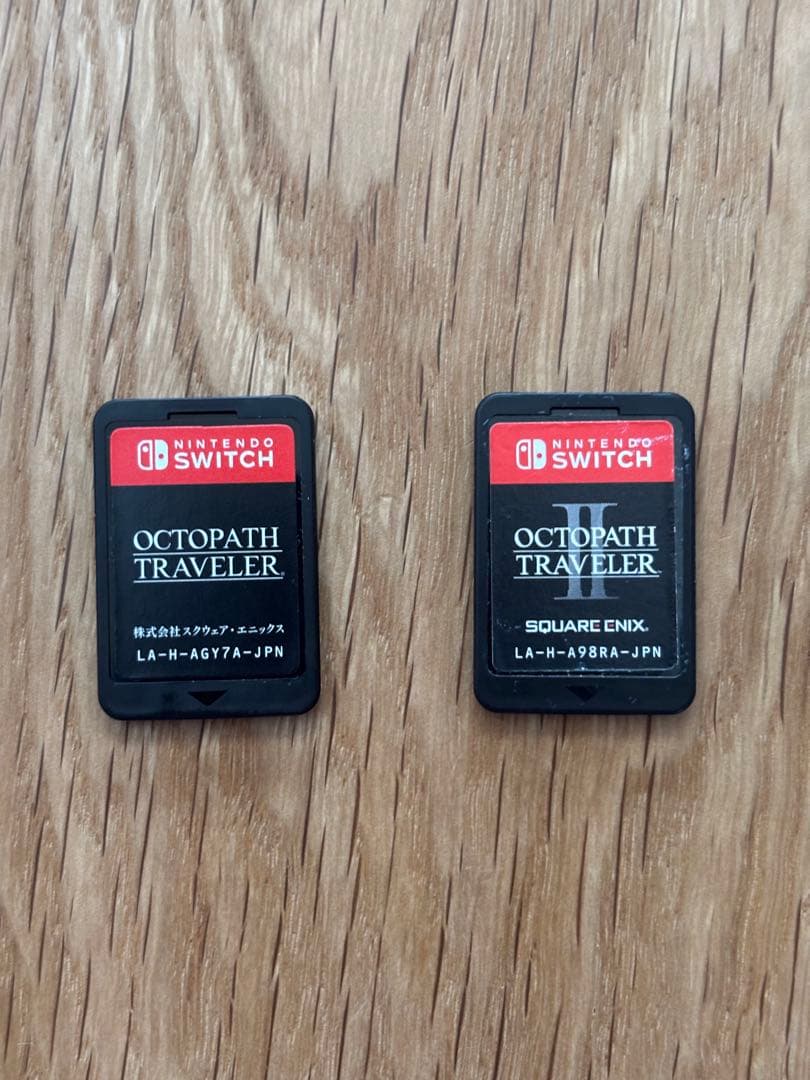 NINTENDO
SWITCH
OCTOPATH
TRAVELER
株式会社スクウェア・エニックス
LA-H-AGY7A-JPN
NINTENDO
SWITCH
II
OCTOPATH
TRAVELER
SQUARE ENIX
LA-H-A98RA-JPN